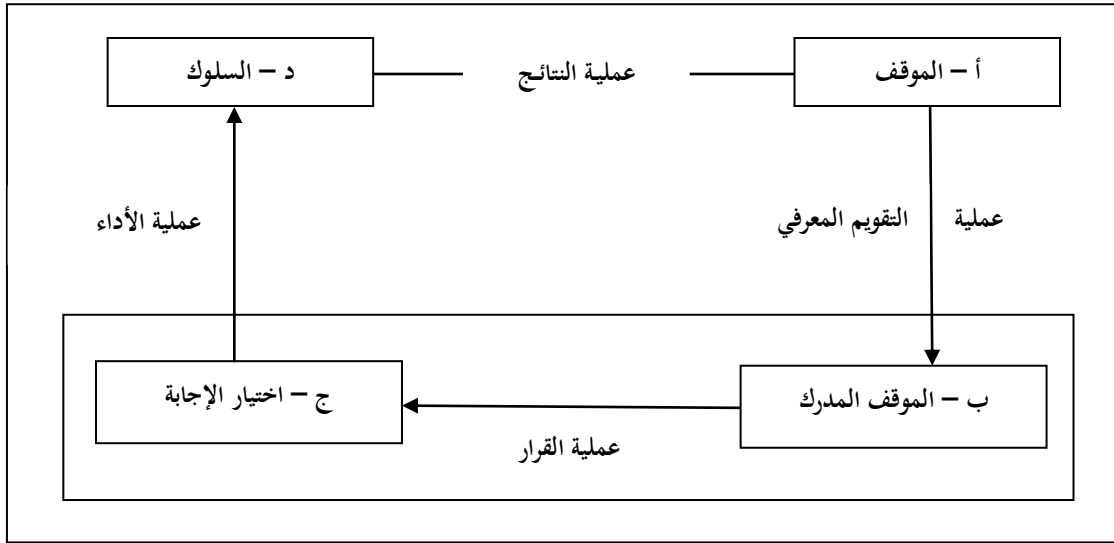 أ – الموقف
عملية النتائج
د – السلوك
عملية
التقويم المعرفي
عملية الأداء
ب – الموقف المدرك
ج – اختيار الإجابة
عملية القرار